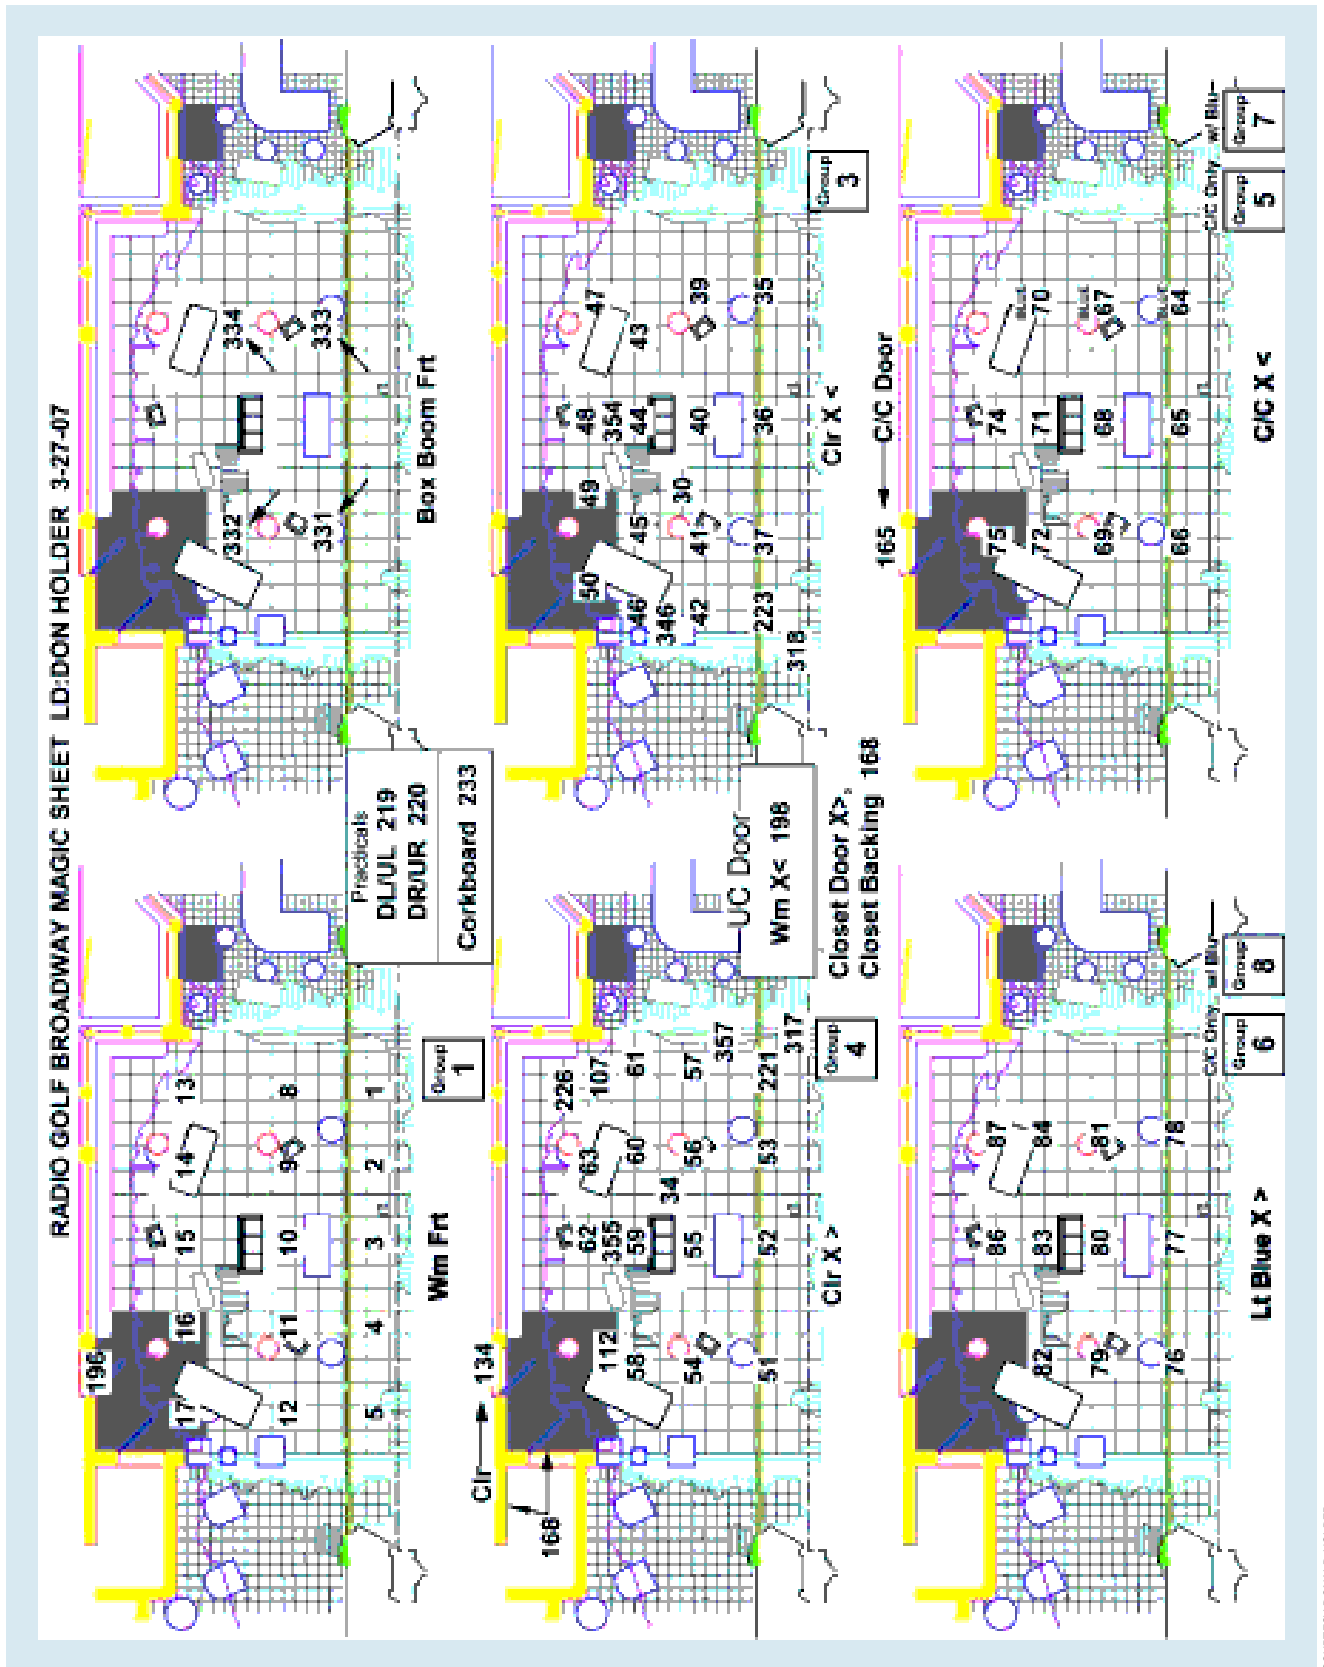 RADIO GOLF BROADWAY MAGIC SHEET LD:DON HOLDER 3-27-07
196
17 16 15 14 13
12 11 10 9 8
5 4 3 2 1
Wm Frt
Group
1
Practicals
DL/UL 219
DR/UR 220
Corkboard 233
332 334
331 333
Box Boom Frt
Clr 134
168
226
62 63
112 355 107
58 59 60 61
34
54 55 56 57
357
51 52 53 221
317
Clr X >
Group
4
UC Door
Wm X< 198
Closet Door X>,
Closet Backing 168
50 49 48 47
354
46 45 44 43
346 30
42 41 40 39
223 37 36 35
318
Clr X <
Group
3
86 87
82 83 84
79 80 81
76 77 78
C/C Only w/ Blu
Group
6
Group
8
Lt Blue X >
165 C/C Door
75 74
BLUE
72 71 70
BLUE
69 68 67
BLUE
66 65 64
C/C Only w/ Blu
Group
5
Group
7
C/C X <